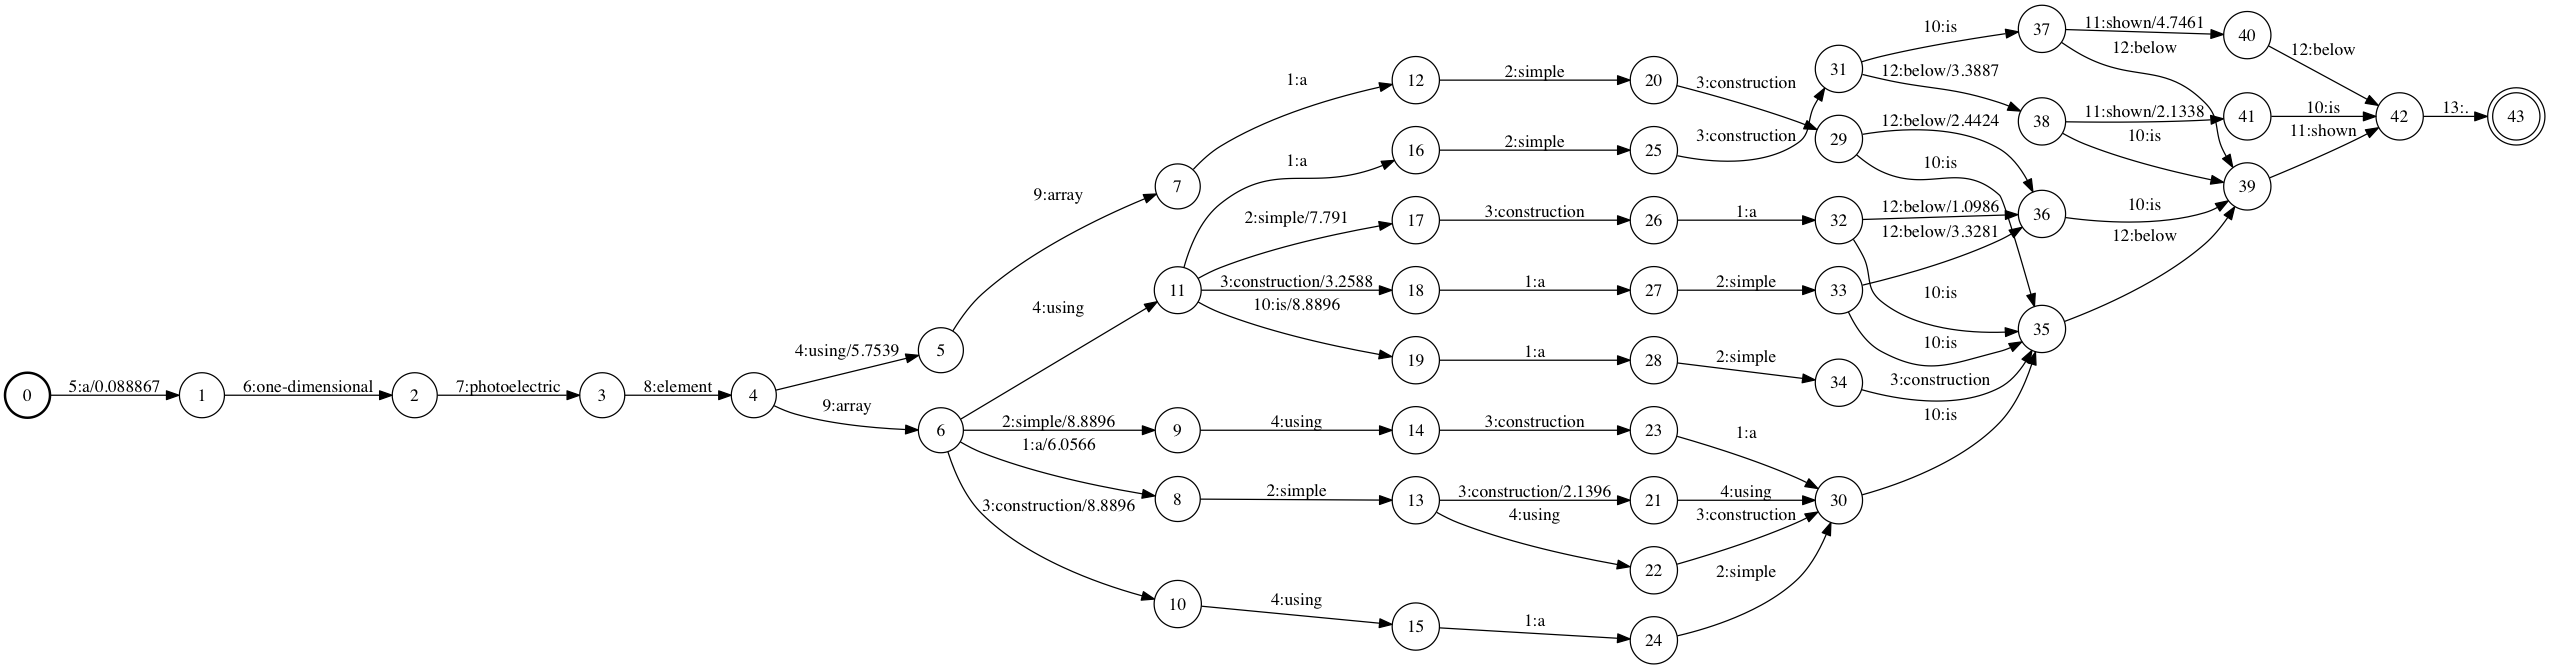 0
5:a/0.088867
1
6:one-dimensional
2
7:photoelectric
3
8:element
4
4:using/5.7539
9:array
5
6
9:array
4:using
2:simple/8.8896
1:a/6.0566
3:construction/8.8896
7
11
9
8
10
1:a
1:a
2:simple/7.791
3:construction/3.2588
10:is/8.8896
4:using
2:simple
4:using
12
16
17
18
19
14
13
15
2:simple
2:simple
3:construction
1:a
1:a
3:construction
3:construction/2.1396
4:using
1:a
20
25
26
27
28
23
21
22
24
3:construction
3:construction
1:a
2:simple
2:simple
1:a
4:using
3:construction
2:simple
31
29
32
33
34
30
10:is
12:below/3.3887
12:below/2.4424
10:is
12:below/1.0986
12:below/3.3281
10:is
10:is
3:construction
10:is
37
38
36
35
11:shown/4.7461
12:below
11:shown/2.1338
10:is
10:is
12:below
40
41
39
12:below
10:is
11:shown
42
13:.
43